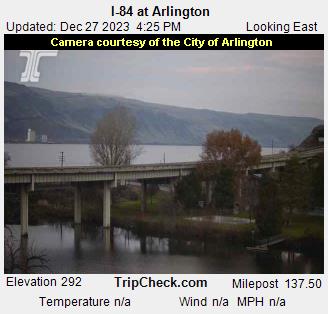 I-84 at Arlington
Updated: Dec 27 2023 4:25 PM Looking East
Camera courtesy of the City of Arlington
Elevation 292 TripCheck.com Milepost 137.50
Temperature n/a Wind n/a MPH n/a